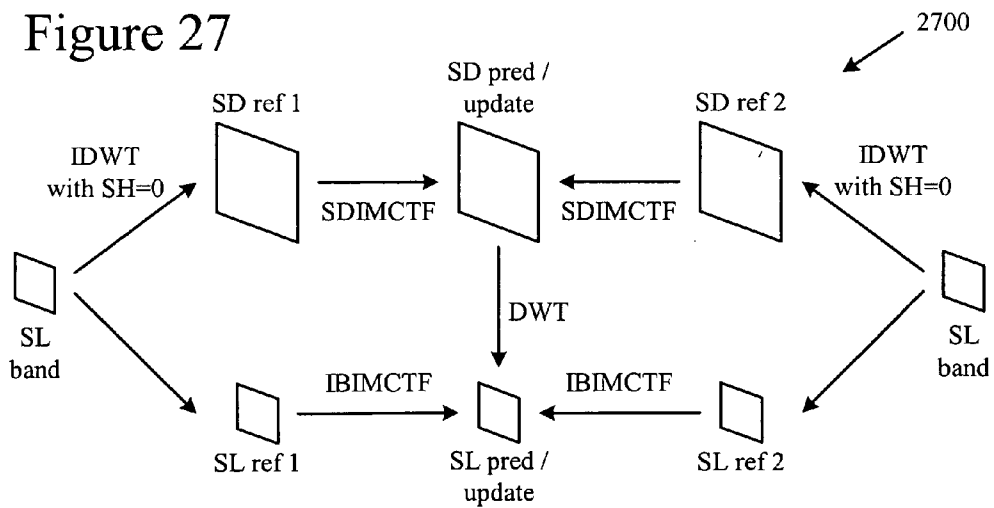 Figure 27
2700
SD ref 1
SD pred /
update
SD ref 2
IDWT
with SH=0
IDWT
with SH=0
SDIMCTF
SDIMCTF
SL
band
DWT
SL
band
IBIMCTF
IBIMCTF
SL ref 1
SL pred /
update
SL ref 2